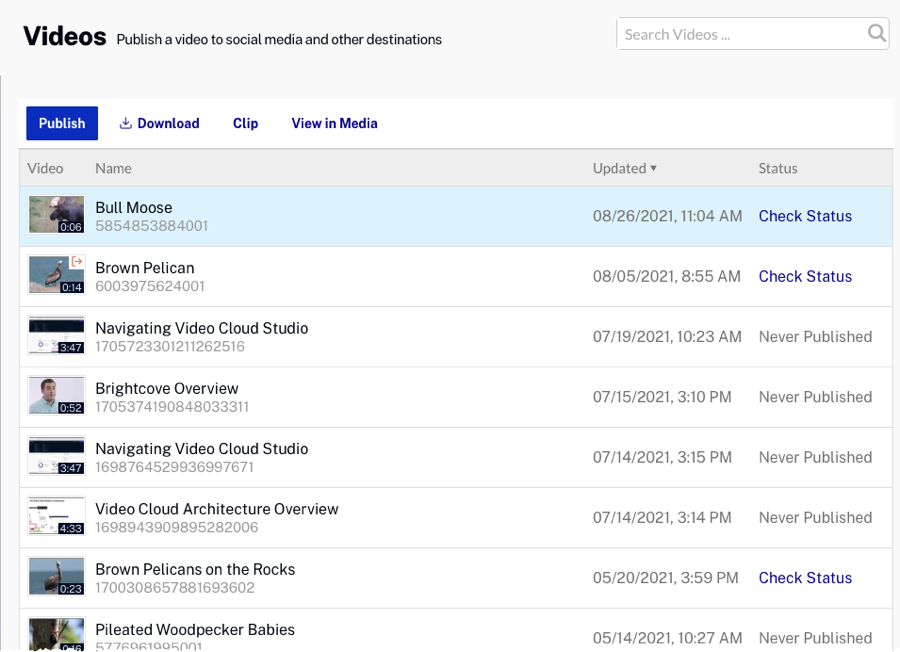 Videos Publish a video to social media and other destinations
Search Videos ...
Publish Download Clip View in Media
Video Name Updated ▾ Status
Bull Moose
0:06 5854853884001 08/26/2021, 11:04 AM Check Status
Brown Pelican
0:14 6003975624001 08/05/2021, 8:55 AM Check Status
Navigating Video Cloud Studio
3:47 1705723301211262516 07/19/2021, 10:23 AM Never Published
Brightcove Overview
0:52 1705374190848033311 07/15/2021, 3:10 PM Never Published
Navigating Video Cloud Studio
3:47 1698764529936997671 07/14/2021, 3:15 PM Never Published
Video Cloud Architecture Overview
4:33 1698943909895282006 07/14/2021, 3:14 PM Never Published
Brown Pelicans on the Rocks
0:23 1700308657881693602 05/20/2021, 3:59 PM Check Status
Pileated Woodpecker Babies
0:16 5776961995001 05/14/2021, 10:27 AM Never Published